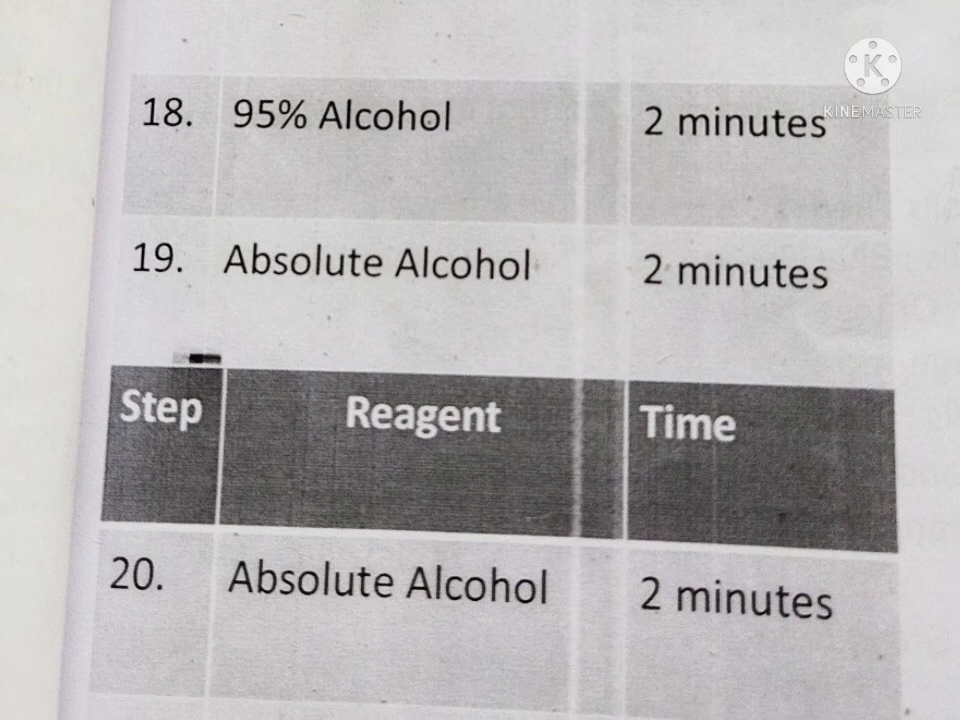 18. 95% Alcohol 2 minutes
19. Absolute Alcohol 2 minutes
Step Reagent Time
20. Absolute Alcohol 2 minutes
K
KINEMASTER